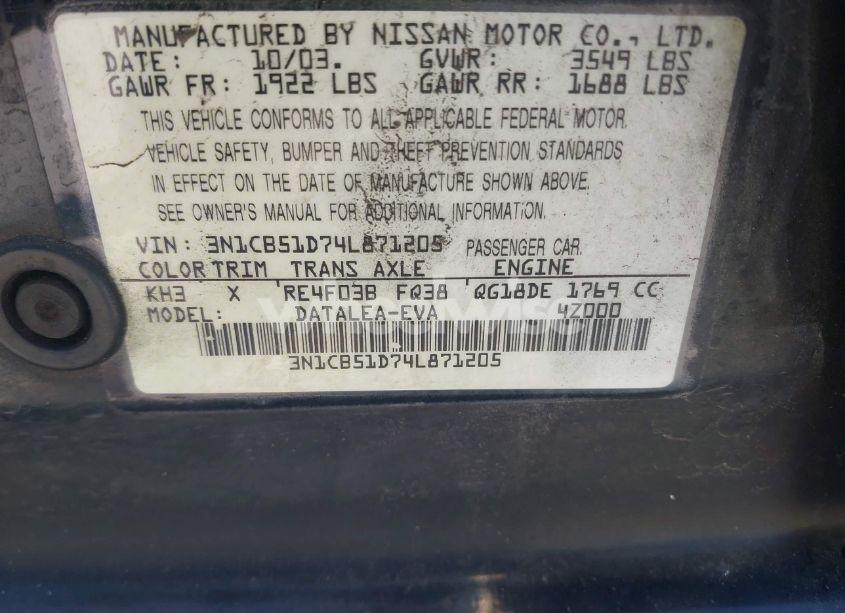 MANUFACTURED BY NISSAN MOTOR CO., LTD.
DATE: 10/03. GVWR: 3549 LBS
GAWR FR: 1922 LBS GAWR RR: 1688 LBS
THIS VEHICLE CONFORMS TO ALL APPLICABLE FEDERAL MOTOR
VEHICLE SAFETY, BUMPER AND THEFT PREVENTION STANDARDS
IN EFFECT ON THE DATE OF MANUFACTURE SHOWN ABOVE.
SEE OWNER'S MANUAL FOR ADDITIONAL INFORMATION.
VIN: 3N1CB51D74L871205 PASSENGER CAR
COLOR TRIM TRANS AXLE ENGINE
KH3 X RE4F03B FQ38 QG18DE 1769 CC
MODEL: DATALEA-EVA 4Z000
3N1CB51D74L871205